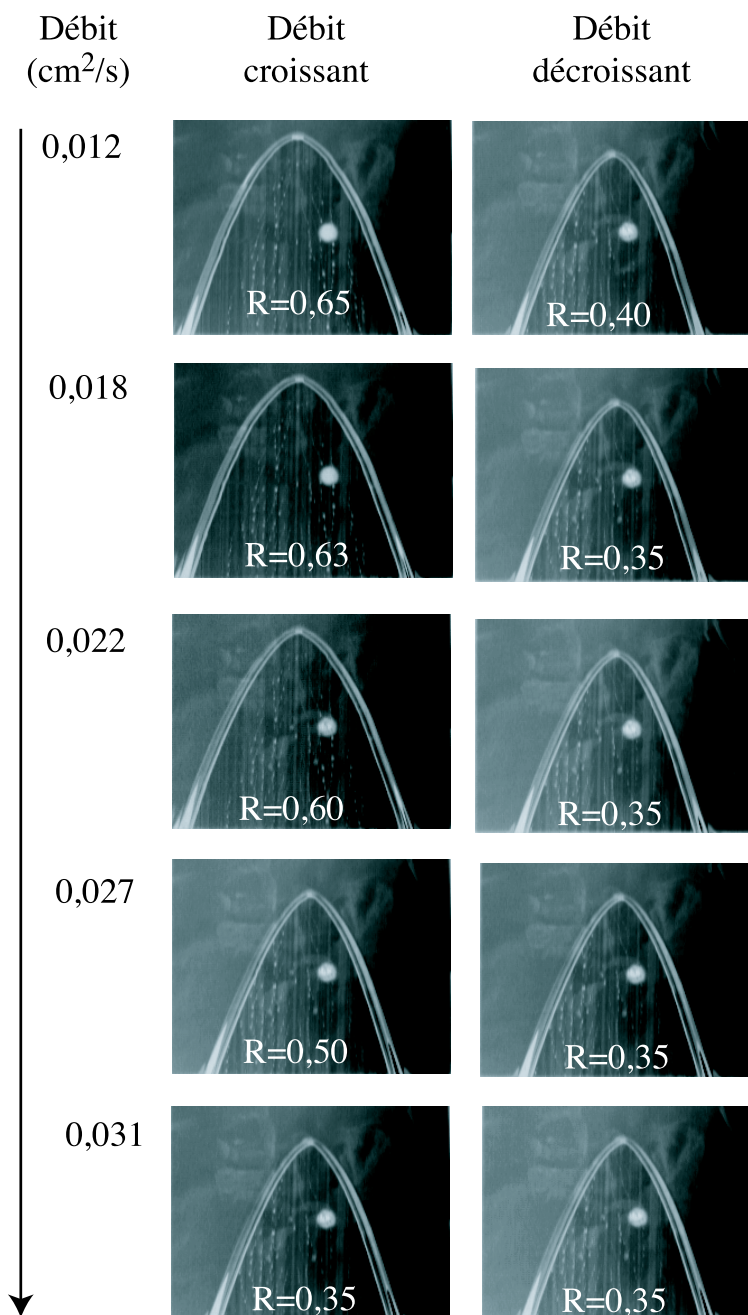 Débit
(cm²/s)
Débit
croissant
Débit
décroissant
0,012
R=0,65
R=0,40
0,018
R=0,63
R=0,35
0,022
R=0,60
R=0,35
0,027
R=0,50
R=0,35
0,031
R=0,35
R=0,35